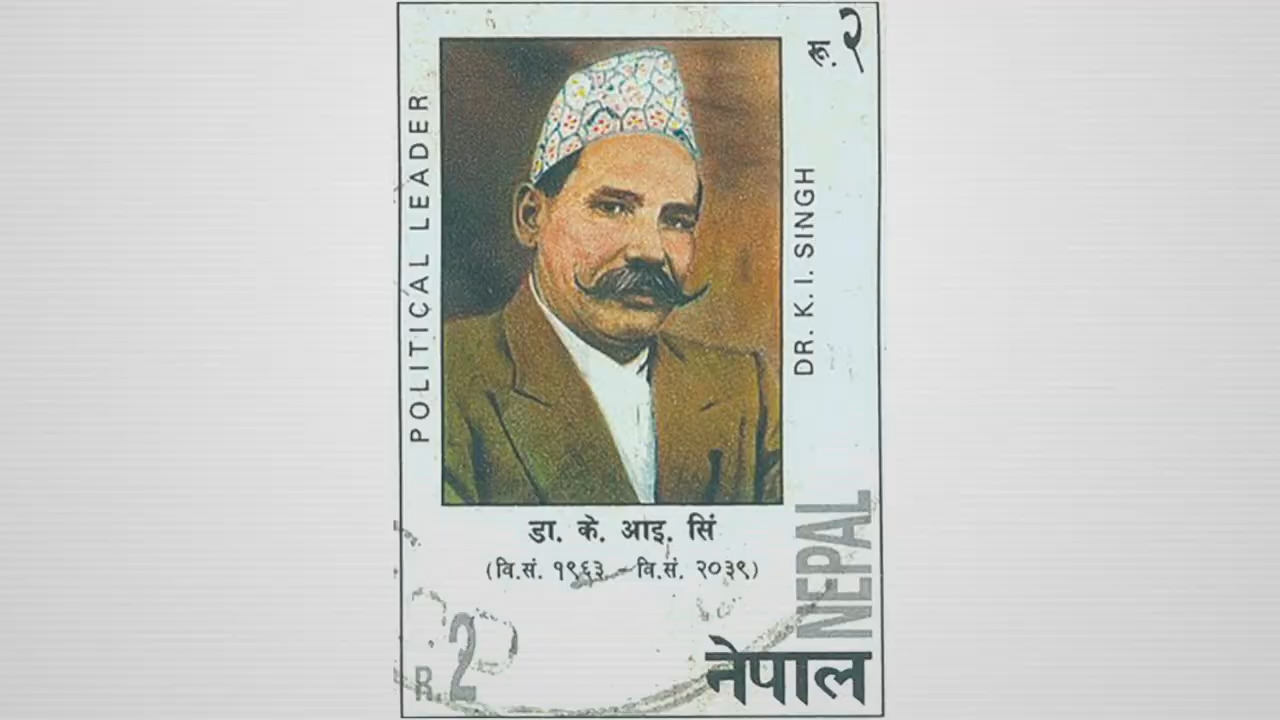 रू. २
POLITICAL LEADER
DR. K. I. SINGH
डा. के. आइ. सिं
(वि.सं. १९६३ - वि.सं. २०३९)
NEPAL
R. 2
नेपाल